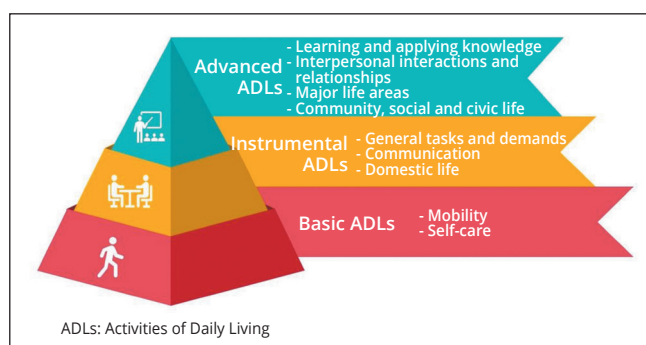 Advanced
ADLs
- Learning and applying knowledge
- Interpersonal interactions and
relationships
- Major life areas
- Community, social and civic life
Instrumental
ADLs
- General tasks and demands
- Communication
- Domestic life
Basic ADLs
- Mobility
- Self-care
ADLs: Activities of Daily Living